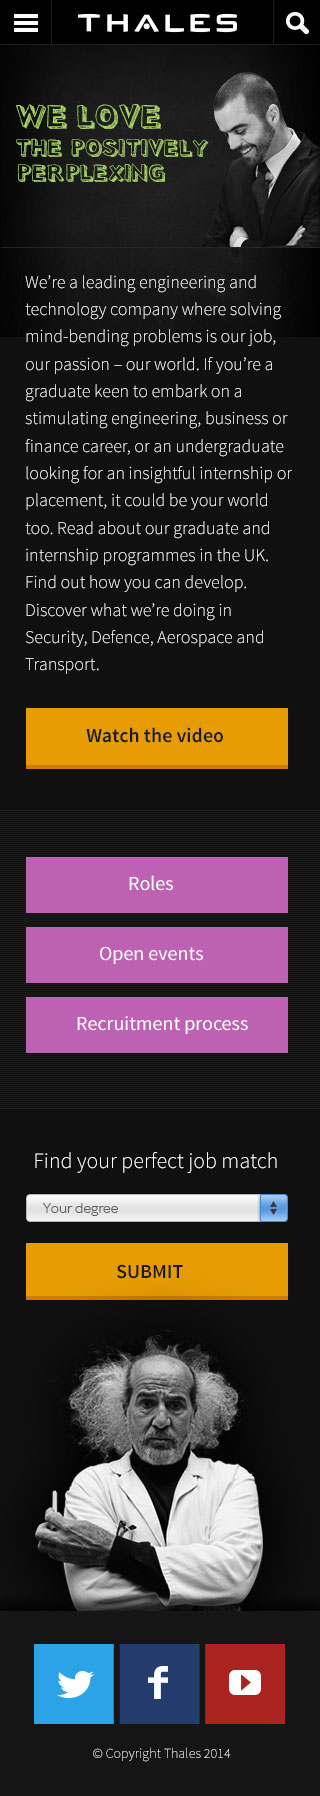 THALES
WE LOVE
THE POSITIVELY
PERPLEXING
We’re a leading engineering and
technology company where solving
mind-bending problems is our job,
our passion – our world. If you’re a
graduate keen to embark on a
stimulating engineering, business or
finance career, or an undergraduate
looking for an insightful internship or
placement, it could be your world
too. Read about our graduate and
internship programmes in the UK.
Find out how you can develop.
Discover what we’re doing in
Security, Defence, Aerospace and
Transport.
Watch the video
Roles
Open events
Recruitment process
Find your perfect job match
Your degree
SUBMIT
© Copyright Thales 2014